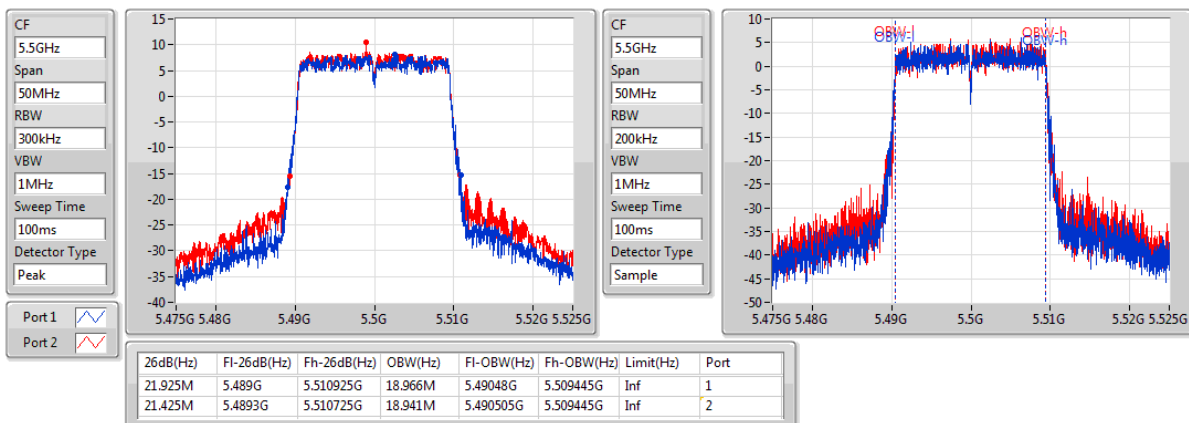 CF
5.5GHz
Span
50MHz
RBW
300kHz
VBW
1MHz
Sweep Time
100ms
Detector Type
Peak
15
10
5
0
-5
-10
-15
-20
-25
-30
-35
-40
5.475G 5.48G 5.49G 5.5G 5.51G 5.52G 5.525G
CF
5.5GHz
Span
50MHz
RBW
200kHz
VBW
1MHz
Sweep Time
100ms
Detector Type
Sample
10
5
0
-5
-10
-15
-20
-25
-30
-35
-40
-45
-50
OBW-l OBW-h
OBW-l OBW-h
5.475G 5.48G 5.49G 5.5G 5.51G 5.52G 5.525G
Port 1
Port 2
26dB(Hz) Fl-26dB(Hz) Fh-26dB(Hz) OBW(Hz) Fl-OBW(Hz) Fh-OBW(Hz) Limit(Hz) Port
21.925M 5.489G 5.510925G 18.966M 5.49048G 5.509445G Inf 1
21.425M 5.4893G 5.510725G 18.941M 5.490505G 5.509445G Inf 2